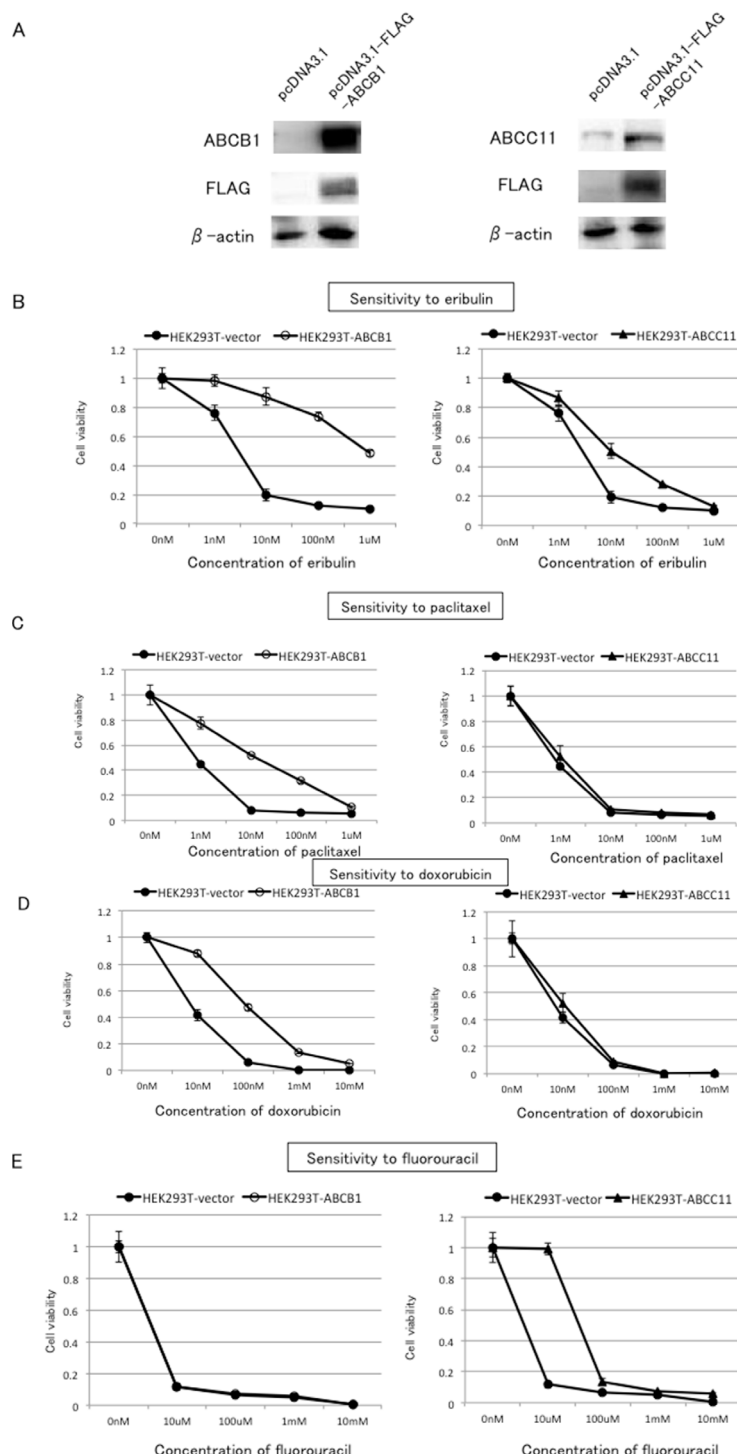 A
pcDNA3.1
pcDNA3.1-FLAG
-ABCB1
pcDNA3.1
pcDNA3.1-FLAG
-ABCC11
ABCB1
ABCC11
FLAG
FLAG
β-actin
β-actin
B
Sensitivity to eribulin
HEK293T-vector HEK293T-ABCB1
HEK293T-vector HEK293T-ABCC11
Cell viability
1.2
1
0.8
0.6
0.4
0.2
0
0nM 1nM 10nM 100nM 1uM
Concentration of eribulin
Cell viability
1.2
1
0.8
0.6
0.4
0.2
0
0nM 1nM 10nM 100nM 1uM
Concentration of eribulin
C
Sensitivity to paclitaxel
HEK293T-vector HEK293T-ABCB1
HEK293T-vector HEK293T-ABCC11
Cell viability
1.2
1
0.8
0.6
0.4
0.2
0
0nM 1nM 10nM 100nM 1uM
Concentration of paclitaxel
Cell viability
1.2
1
0.8
0.6
0.4
0.2
0
0nM 1nM 10nM 100nM 1uM
Concentration of paclitaxel
D
Sensitivity to doxorubicin
HEK293T-vector HEK293T-ABCB1
HEK293T-vector HEK293T-ABCC11
Cell viability
1.2
1
0.8
0.6
0.4
0.2
0
0nM 10nM 100nM 1mM 10mM
Concentration of doxorubicin
Cell viability
1.2
1
0.8
0.6
0.4
0.2
0
0nM 10nM 100nM 1mM 10mM
Concentration of doxorubicin
E
Sensitivity to fluorouracil
HEK293T-vector HEK293T-ABCB1
HEK293T-vector HEK293T-ABCC11
Cell viability
1.2
1
0.8
0.6
0.4
0.2
0
0nM 10uM 100uM 1mM 10mM
Concentration of fluorouracil
Cell viability
1.2
1
0.8
0.6
0.4
0.2
0
0nM 10uM 100uM 1mM 10mM
Concentration of fluorouracil